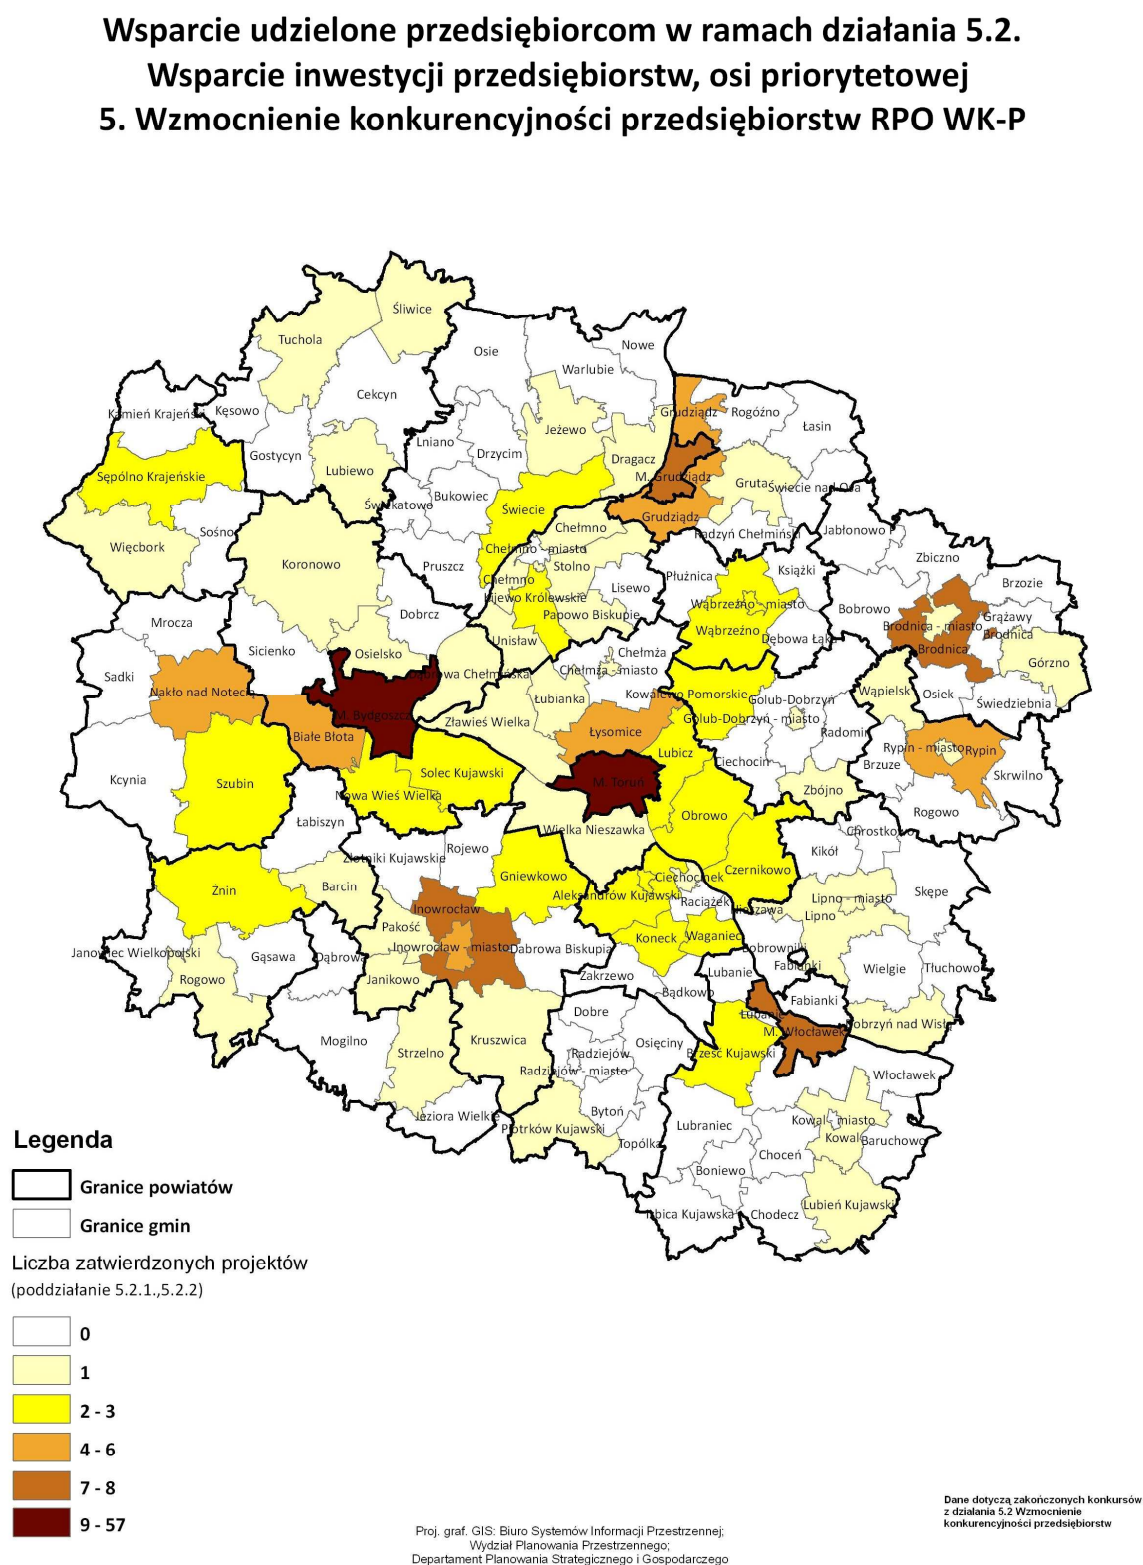 Wsparcie udzielone przedsiębiorcom w ramach działania 5.2.
Wsparcie inwestycji przedsiębiorstw, osi priorytetowej
5. Wzmocnienie konkurencyjności przedsiębiorstw RPO WK-P
Śliwice
Tuchola
Osie
Nowe
Warlubie
Cekcyn
Kamień Krajeński
Kęsowo
Grudziądz
Rogóźno
Łasin
Jeżewo
Lniano
Drzycim
Gostycyn
Dragacz
Lubiewo
Sępólno Krajeńskie
M. Grudziądz
Gruta
Świecie nad Osą
Bukowiec
Świekatowo
Świecie
Grudziądz
Sośno
Chełmno
Radzyń Chełmiński
Jabłonowo P
Więcbork
Chełmno - miasto
Zbiczno
Koronowo
Pruszcz
Stolno
Książki
Płużnica
Chełmno
Lisewo
Brzozie
Kijewo Królewskie
Wąbrzeźno - miasto
Bobrowo
Dobrcz
Papowo Biskupie
Grążawy
Mrocza
Brodnica - miasto
Brodnica
Wąbrzeźno
Unisław
Dębowa Łąka
Sicienko
Osielsko
Chełmża
Brodnica
Górzno
Chełmża - miasto
Sadki
Dąbrowa Chełmińska
Nakło nad Notecią
Wąpielsk
Osiek
Kowalewo Pomorskie
Łubianka
Golub-Dobrzyń
Świedziebnia
M. Bydgoszcz
Golub-Dobrzyń - miasto
Zławieś Wielka
Łysomice
Radomin
Białe Błota
Lubicz
Rypin - miasto
Rypin
Ciechocin
Brzuze
Solec Kujawski
Skrwilno
Kcynia
Szubin
M. Toruń
Zbójno
Nowa Wieś Wielka
Rogowo
Obrowo
Łabiszyn
Wielka Nieszawka
Chrostkowo
Rojewo
Kikół
Złotniki Kujawskie
Czernikowo
Gniewkowo
Ciechocinek
Żnin
Barcin
Skępe
Aleksandrów Kujawski
Lipno - miasto
Raciążek
Inowrocław
Nieszawa
Lipno
Pakość
Koneck
Waganiec
Inowrocław - miasto
Dąbrowa Biskupia
Dobrowniki
Janowiec Wielkopolski
Gąsawa
Dąbrowa
Fabianki
Wielgie
Tłuchowo
Rogowo
Janikowo
Zakrzewo
Lubanie
Bądkowo
Fabianki
Dobre
Lubanie
Dobrzyń nad Wisłą
M. Włocławek
Mogilno
Kruszwica
Osięciny
Strzelno
Radziejów
Brześć Kujawski
Radziejów - miasto
Włocławek
Bytoń
Jeziora Wielkie
Kowal - miasto
Piotrków Kujawski
Lubraniec
Kowal
Baruchowo
Topólka
Choceń
Boniewo
Lubień Kujawski
Izbica Kujawska
Chodecz
Legenda
Granice powiatów
Granice gmin
Liczba zatwierdzonych projektów
(poddziałanie 5.2.1.,5.2.2)
0
1
2 - 3
4 - 6
7 - 8
9 - 57
Dane dotyczą zakończonych konkursów
z działania 5.2 Wzmocnienie
konkurencyjności przedsiębiorstw
Proj. graf. GIS: Biuro Systemów Informacji Przestrzennej;
Wydział Planowania Przestrzennego;
Departament Planowania Strategicznego i Gospodarczego